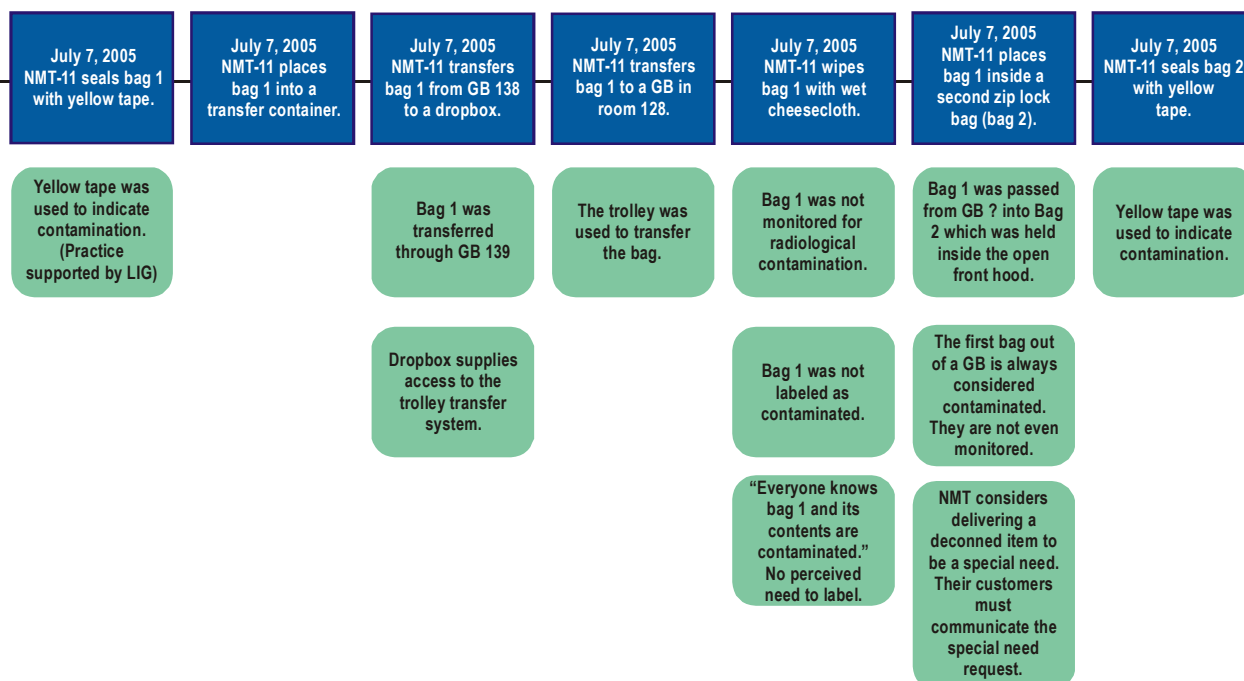 July 7, 2005
NMT-11 seals bag 1
with yellow tape.
July 7, 2005
NMT-11 places
bag 1 into a
transfer container.
July 7, 2005
NMT-11 transfers
bag 1 from GB 138
to a dropbox.
July 7, 2005
NMT-11 transfers
bag 1 to a GB in
room 128.
July 7, 2005
NMT-11 wipes
bag 1 with wet
cheesecloth.
July 7, 2005
NMT-11 places
bag 1 inside a
second zip lock
bag (bag 2).
July 7, 2005
NMT-11 seals bag 2
with yellow
tape.
Yellow tape was
used to indicate
contamination.
(Practice
supported by LIG)
Bag 1 was
transferred
through GB 139
The trolley was
used to transfer
the bag.
Bag 1 was not
monitored for
radiological
contamination.
Bag 1 was passed
from GB ? into Bag
2 which was held
inside the open
front hood.
Yellow tape was
used to indicate
contamination.
Dropbox supplies
access to the
trolley transfer
system.
Bag 1 was not
labeled as
contaminated.
The first bag out
of a GB is always
considered
contaminated.
They are not even
monitored.
“Everyone knows
bag 1 and its
contents are
contaminated.”
No perceived
need to label.
NMT considers
delivering a
deconned item to
be a special need.
Their customers
must
communicate the
special need
request.